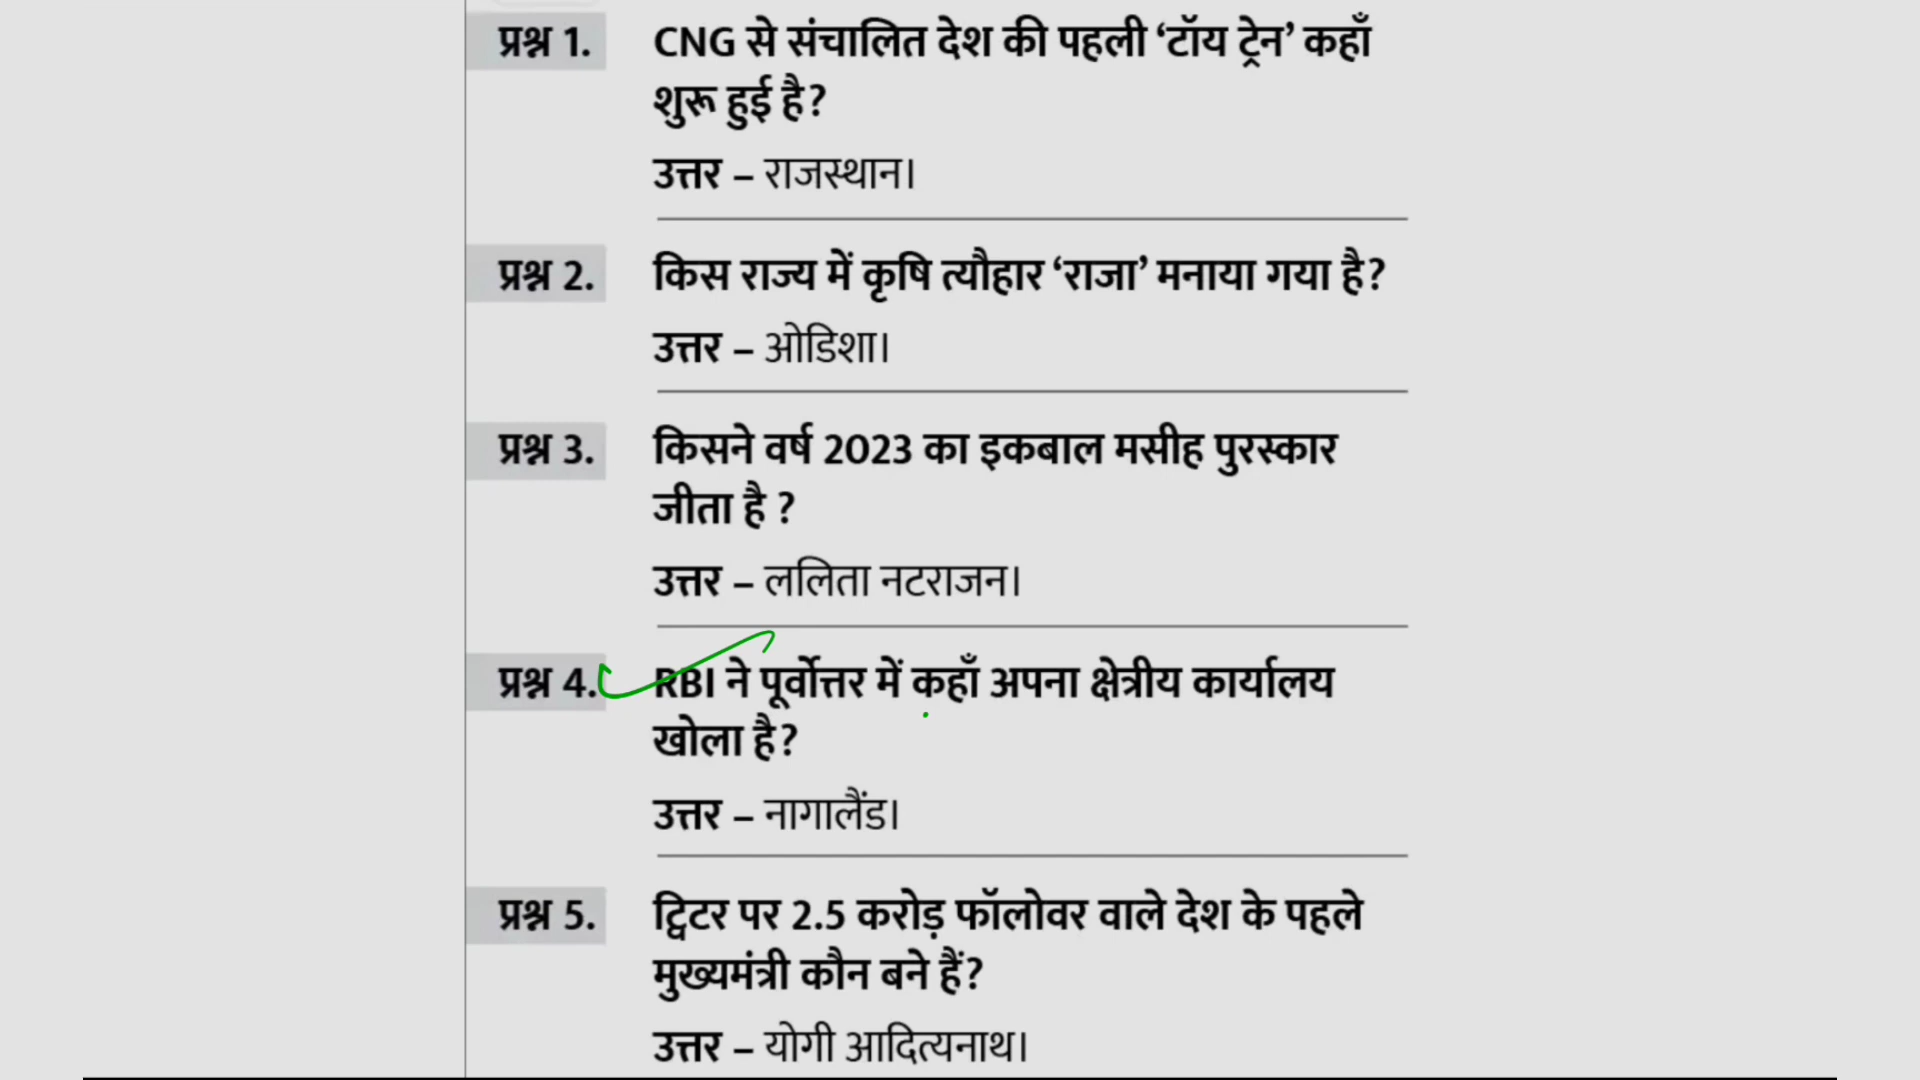 प्रश्न 1. CNG से संचालित देश की पहली ‘टॉय ट्रेन’ कहाँ
शुरू हुई है?
उत्तर – राजस्थान।
प्रश्न 2. किस राज्य में कृषि त्यौहार ‘राजा’ मनाया गया है?
उत्तर – ओडिशा।
प्रश्न 3. किसने वर्ष 2023 का इकबाल मसीह पुरस्कार
जीता है ?
उत्तर – ललिता नटराजन।
प्रश्न 4. RBI ने पूर्वोत्तर में कहाँ अपना क्षेत्रीय कार्यालय
खोला है?
उत्तर – नागालैंड।
प्रश्न 5. ट्विटर पर 2.5 करोड़ फॉलोवर वाले देश के पहले
मुख्यमंत्री कौन बने हैं?
उत्तर – योगी आदित्यनाथ।